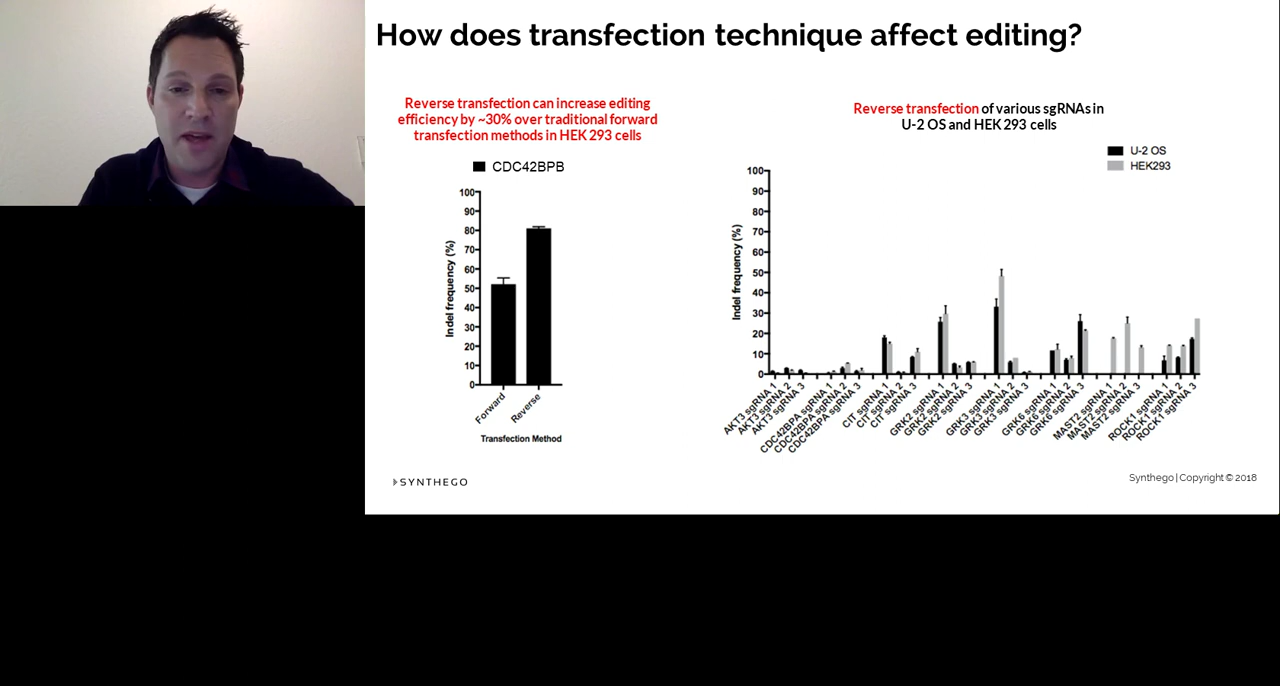 How does transfection technique affect editing?
Reverse transfection can increase editing
efficiency by ~30% over traditional forward
transfection methods in HEK 293 cells
CDC42BPB
100
90
80
70
60
50
40
30
20
10
0
Indel frequency (%)
Forward
Reverse
Transfection Method
Reverse transfection of various sgRNAs in
U-2 OS and HEK 293 cells
U-2 OS
HEK293
100
90
80
70
60
50
40
30
20
10
0
Indel frequency (%)
AKT3 sgRNA 1
AKT3 sgRNA 2
AKT3 sgRNA 3
CDC42BPA sgRNA 1
CDC42BPA sgRNA 2
CDC42BPA sgRNA 3
CIT sgRNA 1
CIT sgRNA 2
CIT sgRNA 3
GRK2 sgRNA 1
GRK2 sgRNA 2
GRK2 sgRNA 3
GRK3 sgRNA 1
GRK3 sgRNA 2
GRK3 sgRNA 3
GRK6 sgRNA 1
GRK6 sgRNA 2
GRK6 sgRNA 3
MAST2 sgRNA 1
MAST2 sgRNA 2
MAST2 sgRNA 3
ROCK1 sgRNA 1
ROCK1 sgRNA 2
ROCK1 sgRNA 3
SYNTHEGO
Synthego | Copyright © 2018